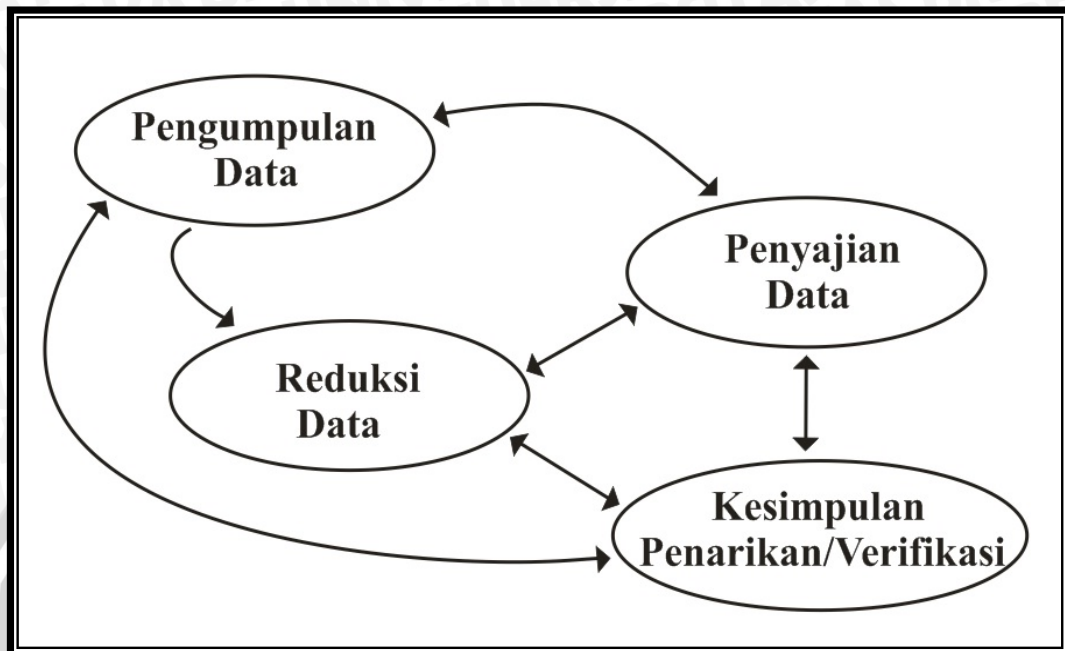 Pengumpulan
Data
Penyajian
Data
Reduksi
Data
Kesimpulan
Penarikan/Verifikasi